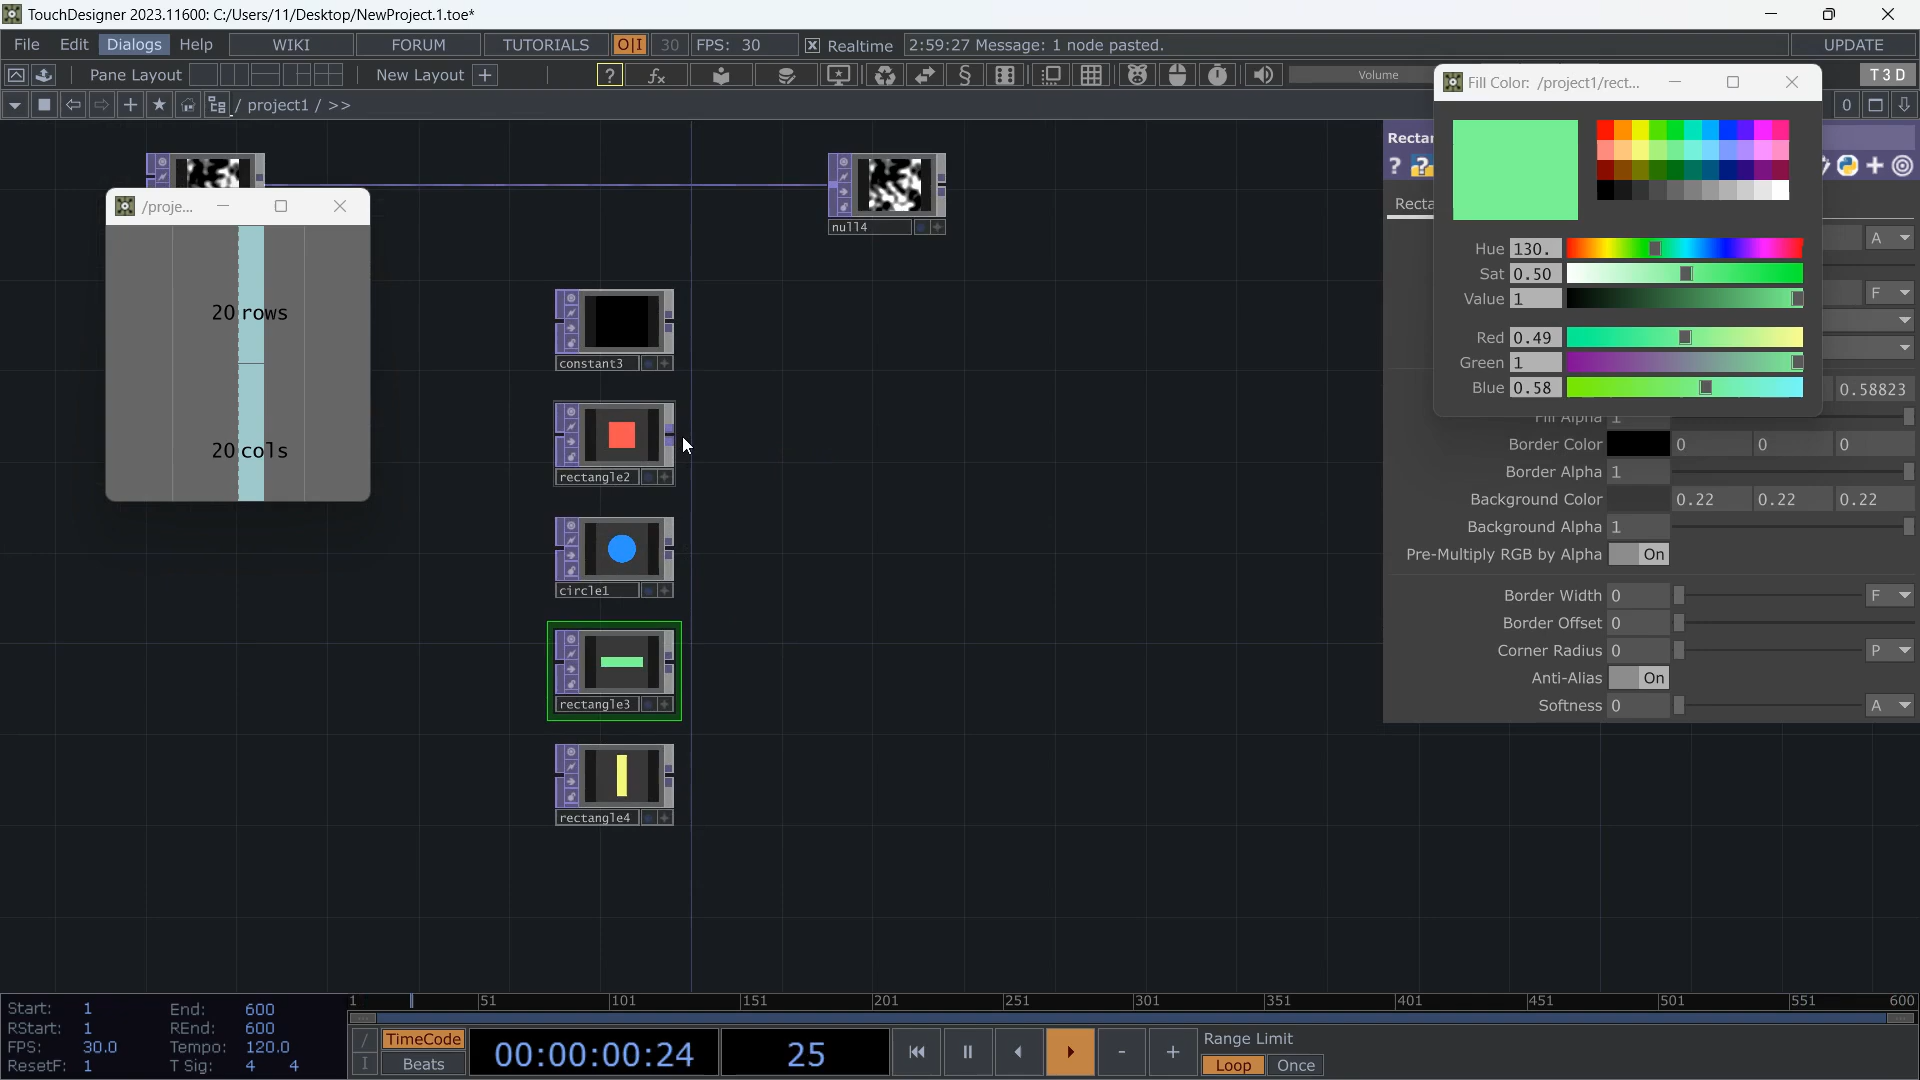 TouchDesigner 2023.11600: C:/Users/11/Desktop/NewProject.1.toe*
File Edit Dialogs Help WIKI FORUM TUTORIALS O|I 30 FPS: 30 Realtime 2:59:27 Message: 1 node pasted. UPDATE
Pane Layout New Layout + ? fx Volume T3D
/ project1 / >> 0
Fill Color: /project1/rect...
Hue 130.
Sat 0.50
Value 1
Red 0.49
Green 1
Blue 0.58
/proje...
20 rows
20 cols
null4
constant3
rectangle2
circle1
rectangle3
rectangle4
Rectan
?
Recta
A
F
0.58823
Fill Alpha 1
Border Color 0 0 0
Border Alpha 1
Background Color 0.22 0.22 0.22
Background Alpha 1
Pre-Multiply RGB by Alpha On
Border Width 0 F
Border Offset 0
Corner Radius 0 P
Anti-Alias On
Softness 0 A
1 51 101 151 201 251 301 351 401 451 501 551 600
Start: 1 End: 600
RStart: 1 REnd: 600
FPS: 30.0 Tempo: 120.0
ResetF: 1 T Sig: 4 4
/ TimeCode
I Beats
00:00:00:24 25
- +
Range Limit
Loop Once